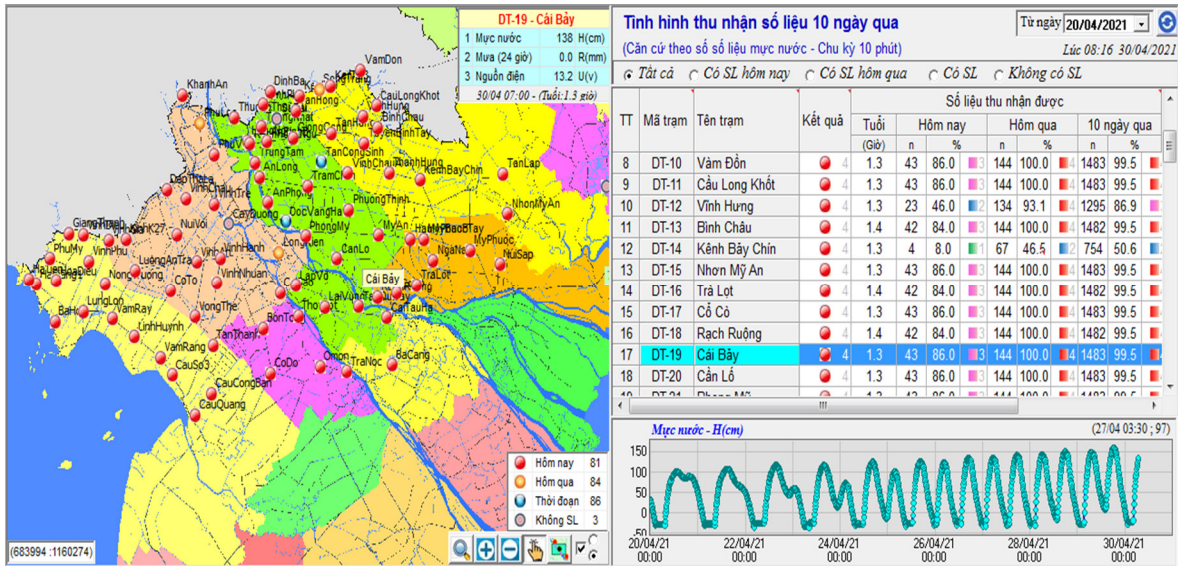 DT-19 - Cái Bảy
1 Mực nước 138 H(cm)
2 Mưa (24 giờ) 0.0 R(mm)
3 Nguồn điện 13.2 U(v)
30/04 07:00 - (Tuổi:1.3 giờ)
VamDon
KhanhAn
CauLongKhot
BinhChau
TuyenBinhTay
TrungTam
TanCongSinh
AnLong
TramCl
KenhBayChin
TanLap
AnPhong
PhuongThinh
NhonMyAn
NuiVoi
CayDuong
DocVangHa
PhongMy
MyAn
MyPhuoc
PhuMy
VinhPhu
LuongAnTra
VinhHanh
CanLo
NuiSap
CoTo
VinhNhuan
LapVo
Cái Bảy
TraLot
LungLon
VamRay
VongThe
CaiTauHa
LinhHuynh
TanThanh
VamRang
CauSo3
CoDo
Omon
TraNoc
BaCang
CauCongBan
CauQuang
Hôm nay 81
Hôm qua 84
Thời đoạn 86
Không SL 3
(683994 :1160274)
Tình hình thu nhận số liệu 10 ngày qua
Từ ngày 20/04/2021
(Căn cứ theo số số liệu mực nước - Chu kỳ 10 phút)
Lúc 08:16 30/04/2021
Tất cả Có SL hôm nay Có SL hôm qua Có SL Không có SL
TT Mã trạm Tên trạm Kết quả Số liệu thu nhận được
Tuổi Hôm nay Hôm qua 10 ngày qua
(Giờ) n % n % n %
8 DT-10 Vàm Đồn 4 1.3 43 86.0 3 144 100.0 4 1483 99.5
9 DT-11 Cầu Long Khốt 4 1.3 43 86.0 3 144 100.0 4 1483 99.5
10 DT-12 Vĩnh Hưng 4 1.3 23 46.0 2 134 93.1 4 1295 86.9
11 DT-13 Bình Châu 4 1.4 42 84.0 3 144 100.0 4 1482 99.5
12 DT-14 Kênh Bảy Chín 4 1.3 4 8.0 1 67 46.5 2 754 50.6
13 DT-15 Nhơn Mỹ An 4 1.3 43 86.0 3 144 100.0 4 1483 99.5
14 DT-16 Trà Lọt 4 1.4 42 84.0 3 144 100.0 4 1482 99.5
15 DT-17 Cổ Cò 4 1.3 43 86.0 3 144 100.0 4 1483 99.5
16 DT-18 Rạch Ruộng 4 1.4 42 84.0 3 144 100.0 4 1482 99.5
17 DT-19 Cái Bảy 4 1.3 43 86.0 3 144 100.0 4 1483 99.5
18 DT-20 Cần Lố 4 1.3 43 86.0 3 144 100.0 4 1483 99.5
Mực nước - H(cm)
(27/04 03:30 ; 97)
150
100
50
0
-50
20/04/21 22/04/21 24/04/21 26/04/21 28/04/21 30/04/21
00:00 00:00 00:00 00:00 00:00 00:00